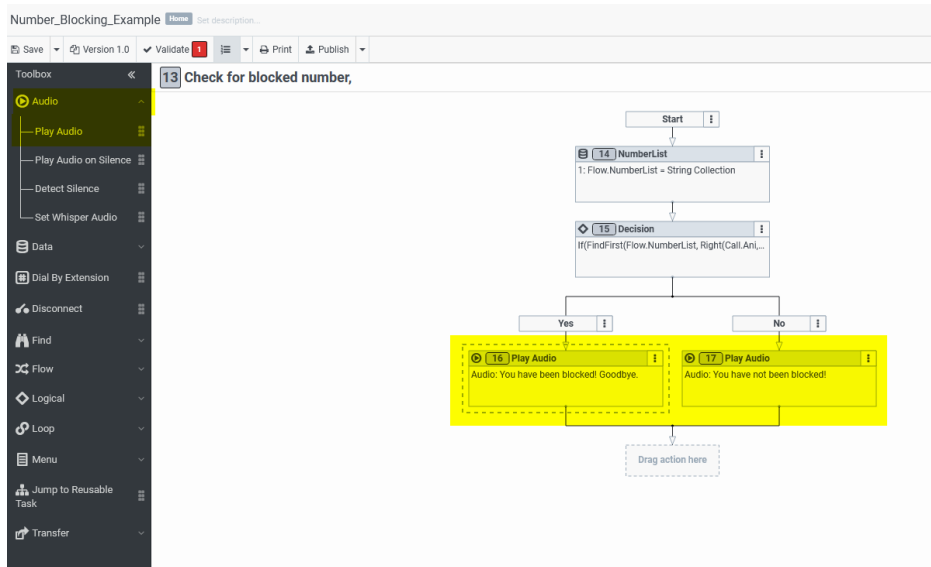 Number_Blocking_Example Home Set description...
Save Version 1.0 Validate 1 Print Publish
Toolbox
13 Check for blocked number,
Audio
Play Audio
Play Audio on Silence
Detect Silence
Set Whisper Audio
Data
Dial By Extension
Disconnect
Find
Flow
Logical
Loop
Menu
Jump to Reusable
Task
Transfer
Start
14 NumberList
1: Flow.NumberList = String Collection
15 Decision
If(FindFirst(Flow.NumberList, Right(Call.Ani,...
Yes
No
16 Play Audio
Audio: You have been blocked! Goodbye.
17 Play Audio
Audio: You have not been blocked!
Drag action here